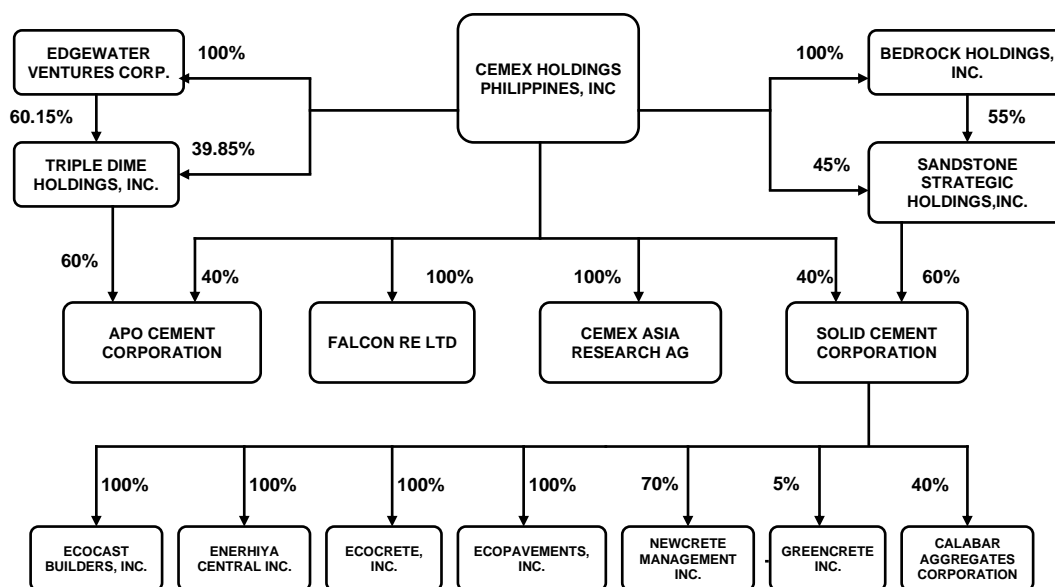 EDGEWATER
VENTURES CORP.
100%
CEMEX HOLDINGS
PHILIPPINES, INC
100%
BEDROCK HOLDINGS,
INC.
60.15%
55%
39.85%
TRIPLE DIME
HOLDINGS, INC.
45%
SANDSTONE
STRATEGIC
HOLDINGS,INC.
60%
40%
100%
100%
40%
60%
APO CEMENT
CORPORATION
FALCON RE LTD
CEMEX ASIA
RESEARCH AG
SOLID CEMENT
CORPORATION
100%
100%
100%
100%
70%
5%
40%
ECOCAST
BUILDERS, INC.
ENERHIYA
CENTRAL INC.
ECOCRETE,
INC.
ECOPAVEMENTS,
INC.
NEWCRETE
MANAGEMENT
INC.
GREENCRETE
INC.
CALABAR
AGGREGATES
CORPORATION